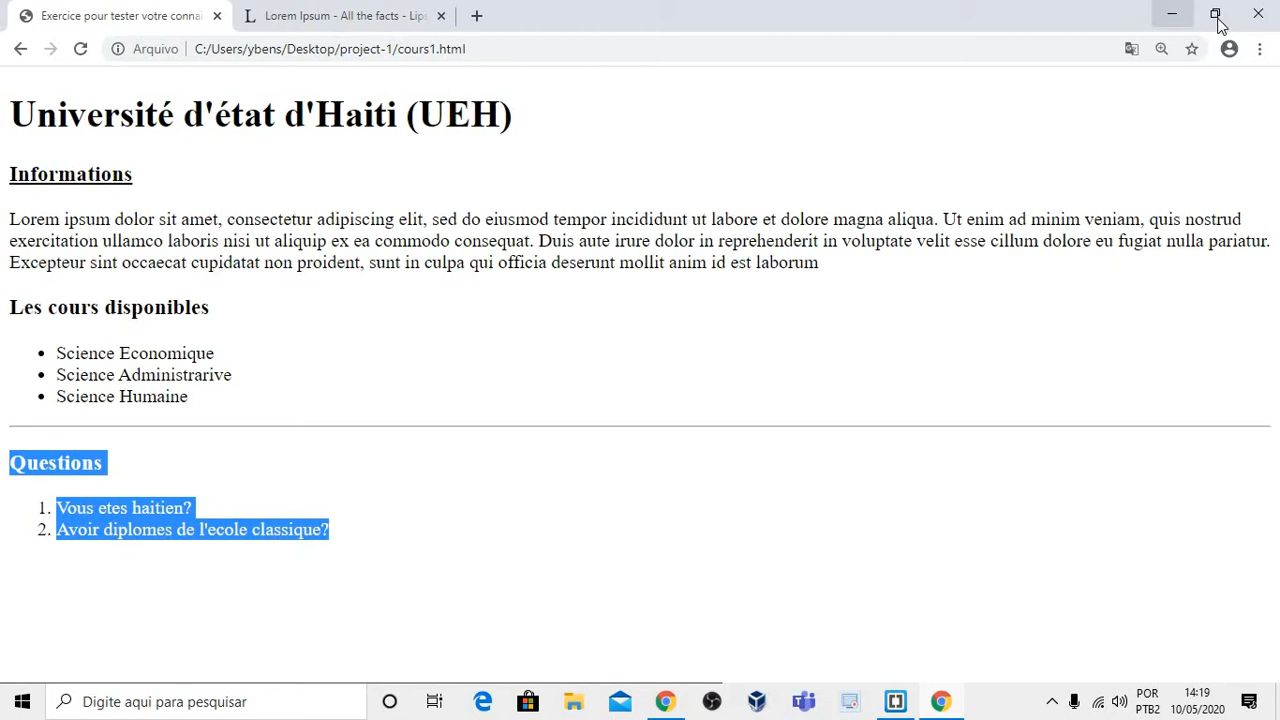 Exercice pour tester votre connai
Lorem Ipsum - All the facts - Lips
Arquivo
C:/Users/ybens/Desktop/project-1/cours1.html
Université d'état d'Haiti (UEH)
Informations
Lorem ipsum dolor sit amet, consectetur adipiscing elit, sed do eiusmod tempor incididunt ut labore et dolore magna aliqua. Ut enim ad minim veniam, quis nostrud
exercitation ullamco laboris nisi ut aliquip ex ea commodo consequat. Duis aute irure dolor in reprehenderit in voluptate velit esse cillum dolore eu fugiat nulla pariatur.
Excepteur sint occaecat cupidatat non proident, sunt in culpa qui officia deserunt mollit anim id est laborum
Les cours disponibles
• Science Economique
• Science Administrarive
• Science Humaine
Questions
1. Vous etes haitien?
2. Avoir diplomes de l'ecole classique?
Digite aqui para pesquisar
POR
PTB2
14:19
10/05/2020